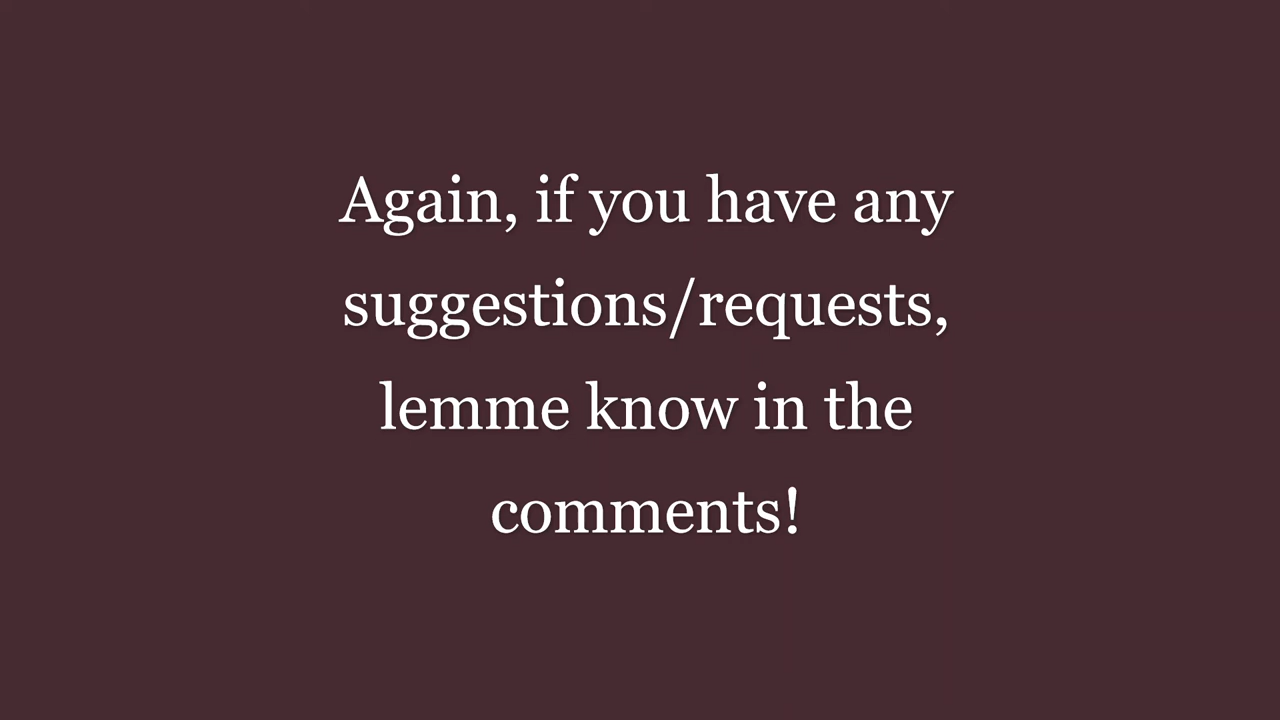 Again, if you have any
suggestions/requests,
lemme know in the
comments!